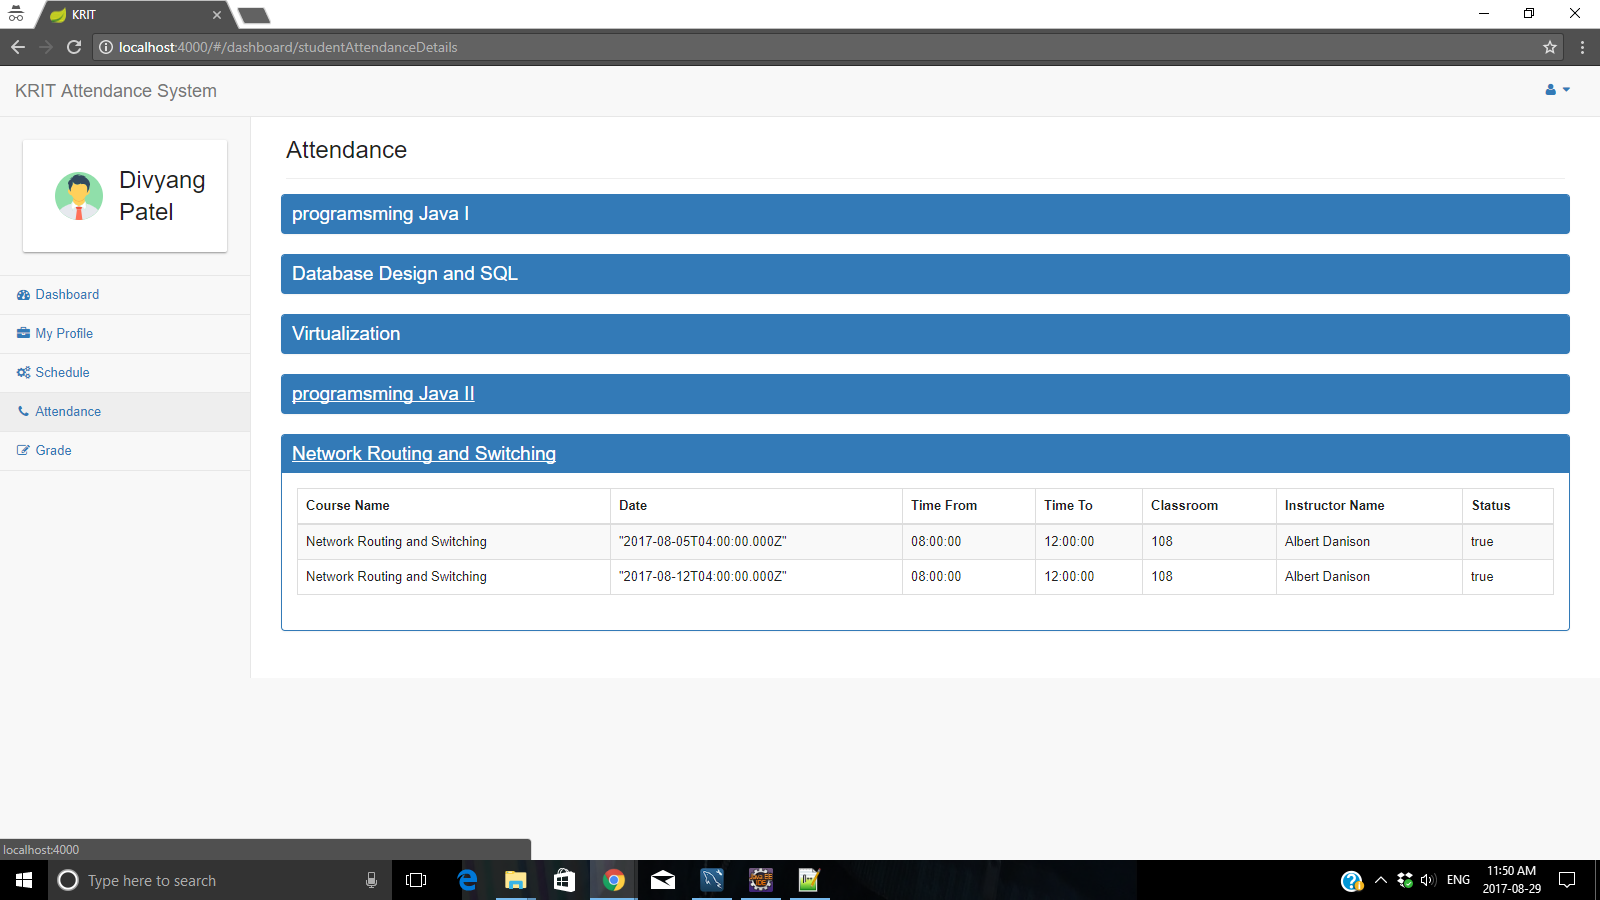 KRIT
localhost:4000/#/dashboard/studentAttendanceDetails
KRIT Attendance System
Divyang
Patel
Dashboard
My Profile
Schedule
Attendance
Grade
Attendance
programsming Java I
Database Design and SQL
Virtualization
programsming Java II
Network Routing and Switching
Course Name Date Time From Time To Classroom Instructor Name Status
Network Routing and Switching "2017-08-05T04:00:00.000Z" 08:00:00 12:00:00 108 Albert Danison true
Network Routing and Switching "2017-08-12T04:00:00.000Z" 08:00:00 12:00:00 108 Albert Danison true
localhost:4000
Type here to search
ENG
11:50 AM
2017-08-29